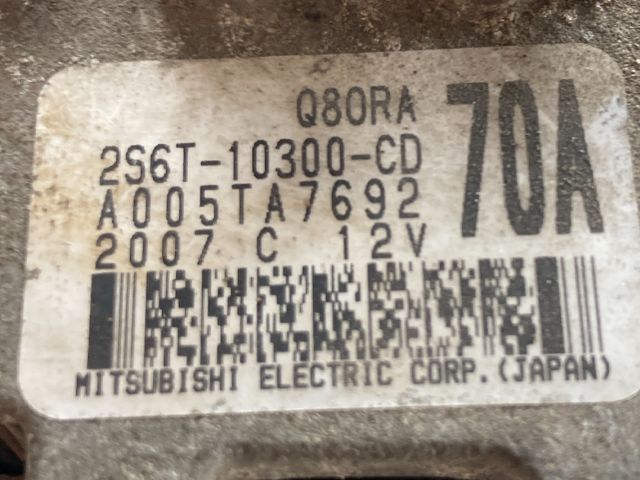 Q80RA
70A
2S6T-10300-CD
A005TA7692
2007 C 12V
MITSUBISHI ELECTRIC CORP.(JAPAN)